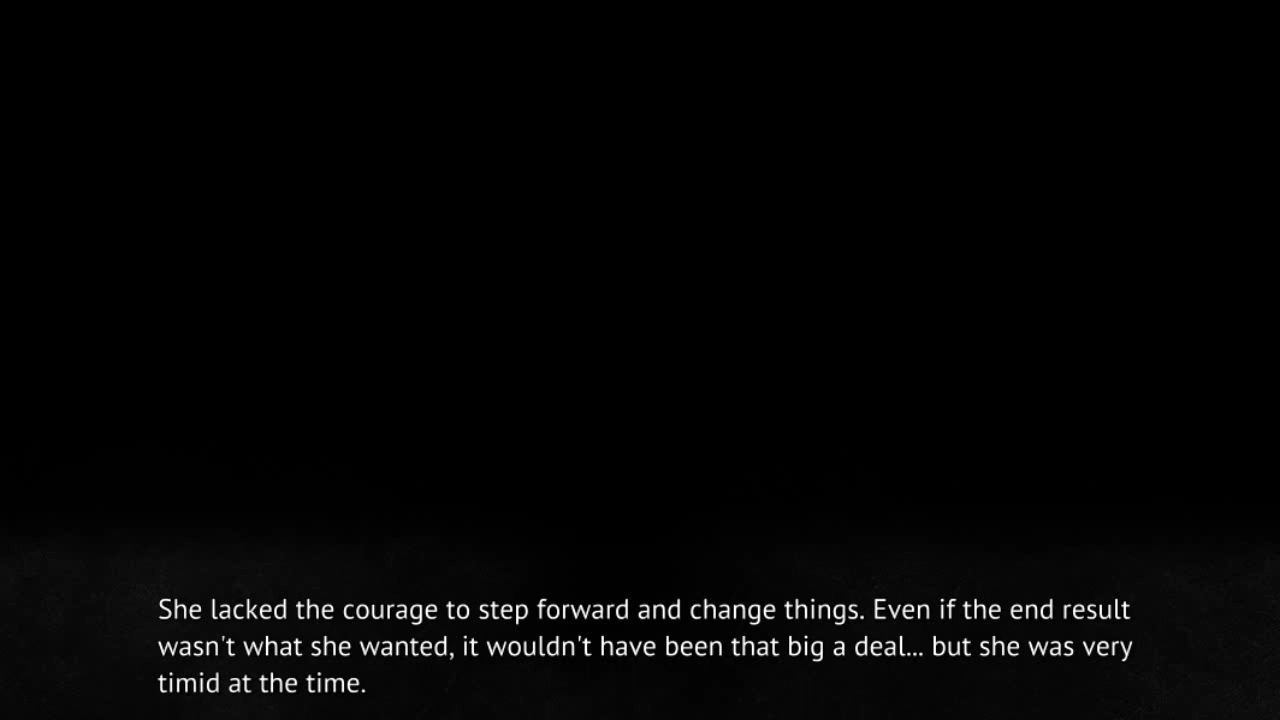 She lacked the courage to step forward and change things. Even if the end result
wasn't what she wanted, it wouldn't have been that big a deal... but she was very
timid at the time.